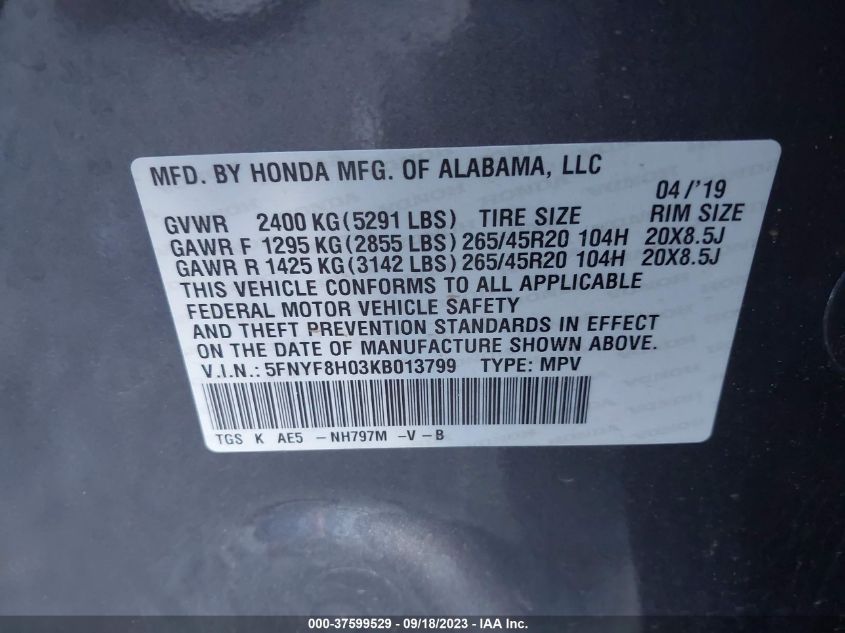 MFD. BY HONDA MFG. OF ALABAMA, LLC
04/'19
GVWR 2400 KG(5291 LBS) TIRE SIZE RIM SIZE
GAWR F 1295 KG(2855 LBS) 265/45R20 104H 20X8.5J
GAWR R 1425 KG(3142 LBS) 265/45R20 104H 20X8.5J
THIS VEHICLE CONFORMS TO ALL APPLICABLE
FEDERAL MOTOR VEHICLE SAFETY
AND THEFT PREVENTION STANDARDS IN EFFECT
ON THE DATE OF MANUFACTURE SHOWN ABOVE.
V.I.N.: 5FNYF8H03KB013799 TYPE: MPV
TGS K AE5 -NH797M -V-B
000-37599529 - 09/18/2023 - IAA Inc.